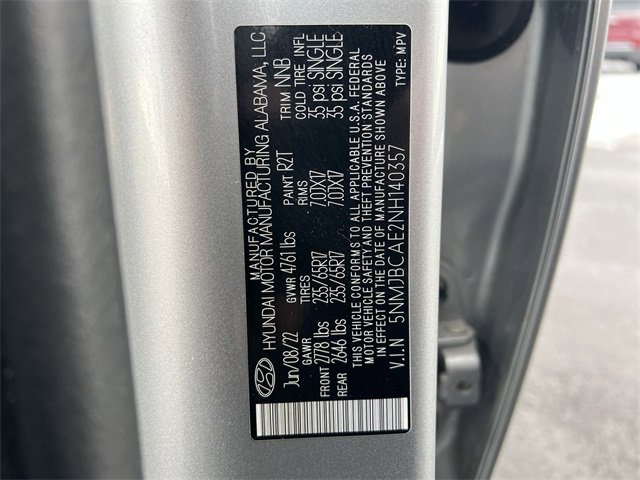 MANUFACTURED BY
HYUNDAI MOTOR MANUFACTURING ALABAMA, LLC
Jun/08/22 GVWR 4761lbs PAINT R2T TRIM NNB
GAWR TIRES RIMS COLD TIRE INFL
FRONT 2778 lbs 235/65R17 7.0JX17 35 psi SINGLE
REAR 2646 lbs 235/65R17 7.0JX17 35 psi SINGLE
THIS VEHICLE CONFORMS TO ALL APPLICABLE U.S.A. FEDERAL
MOTOR VEHICLE SAFETY AND THEFT PREVENTION STANDARDS
IN EFFECT ON THE DATE OF MANUFACTURE SHOWN ABOVE
V.I.N 5NMJBCAE2NH140357 TYPE: MPV